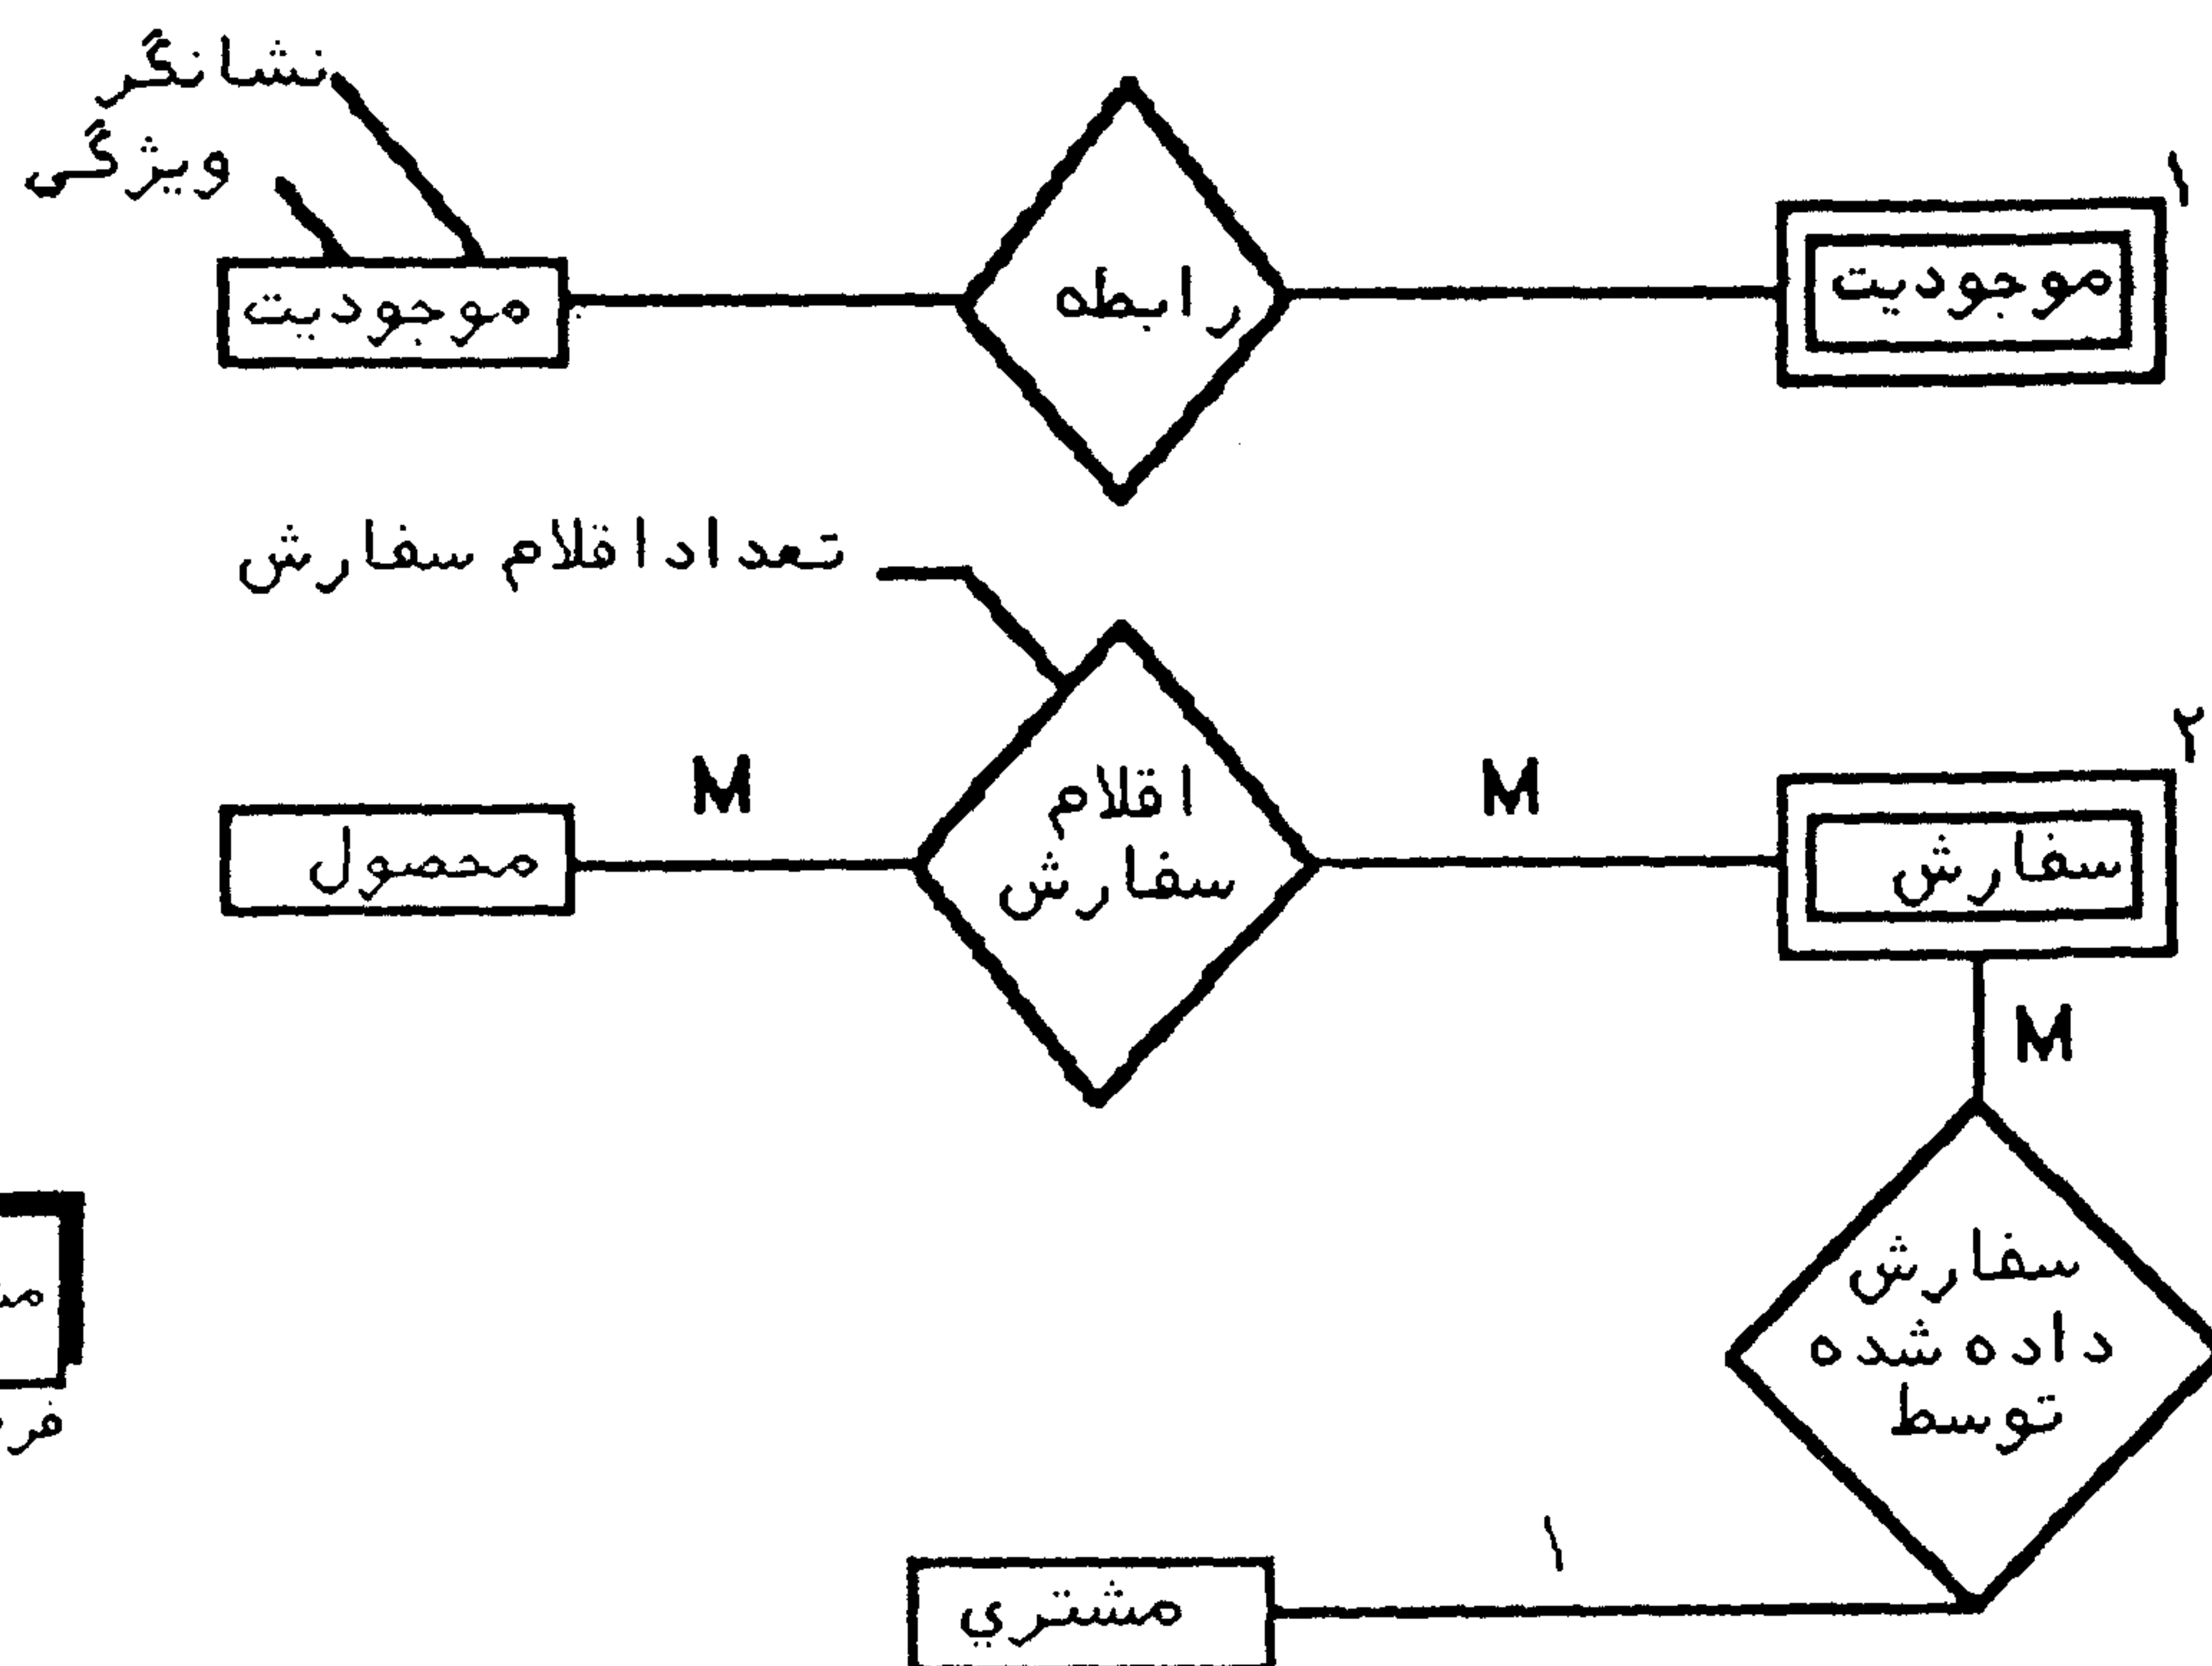 نشانگر
ویژگی
۱
موجودیت
رابطه
موجودیت
تعداد اقلام سفارش
۲
سفارش
M
اقلام
سفارش
M
محصول
M
سفارش
داده شده
توسط
۱
مشتري